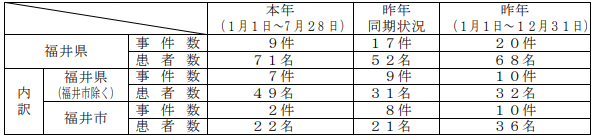 本年 昨年 昨年
(1月1日～7月28日) 同期状況 (1月1日～12月31日)
福井県 事件数 9件 17件 20件
患者数 71名 52名 68名
内訳 福井県(福井市除く) 事件数 7件 9件 10件
患者数 49名 31名 32名
福井市 事件数 2件 8件 10件
患者数 22名 21名 36名